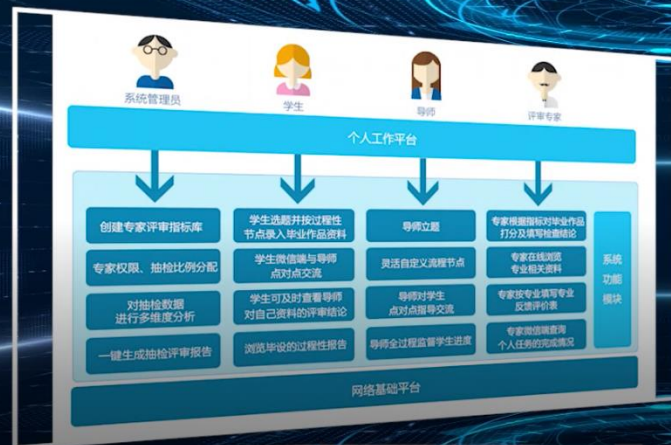 系统管理员
学生
导师
评审专家
个人工作平台
创建专家评审指标库
专家权限、抽检比例分配
对抽检数据
进行多维度分析
一键生成抽检评审报告
学生选题并按过程性
节点录入毕业作品资料
学生微信端与导师
点对点交流
学生可及时查看导师
对自己资料的评审结论
浏览毕设的过程性报告
导师立题
灵活自定义流程节点
导师对学生
点对点指导交流
导师全过程监督学生进度
专家根据指标对毕业作品
打分及填写检查结论
专家在线浏览
专业相关资料
专家按专业填写专业
反馈评价表
专家微信端查询
个人任务的完成情况
系统
功能
模块
网络基础平台